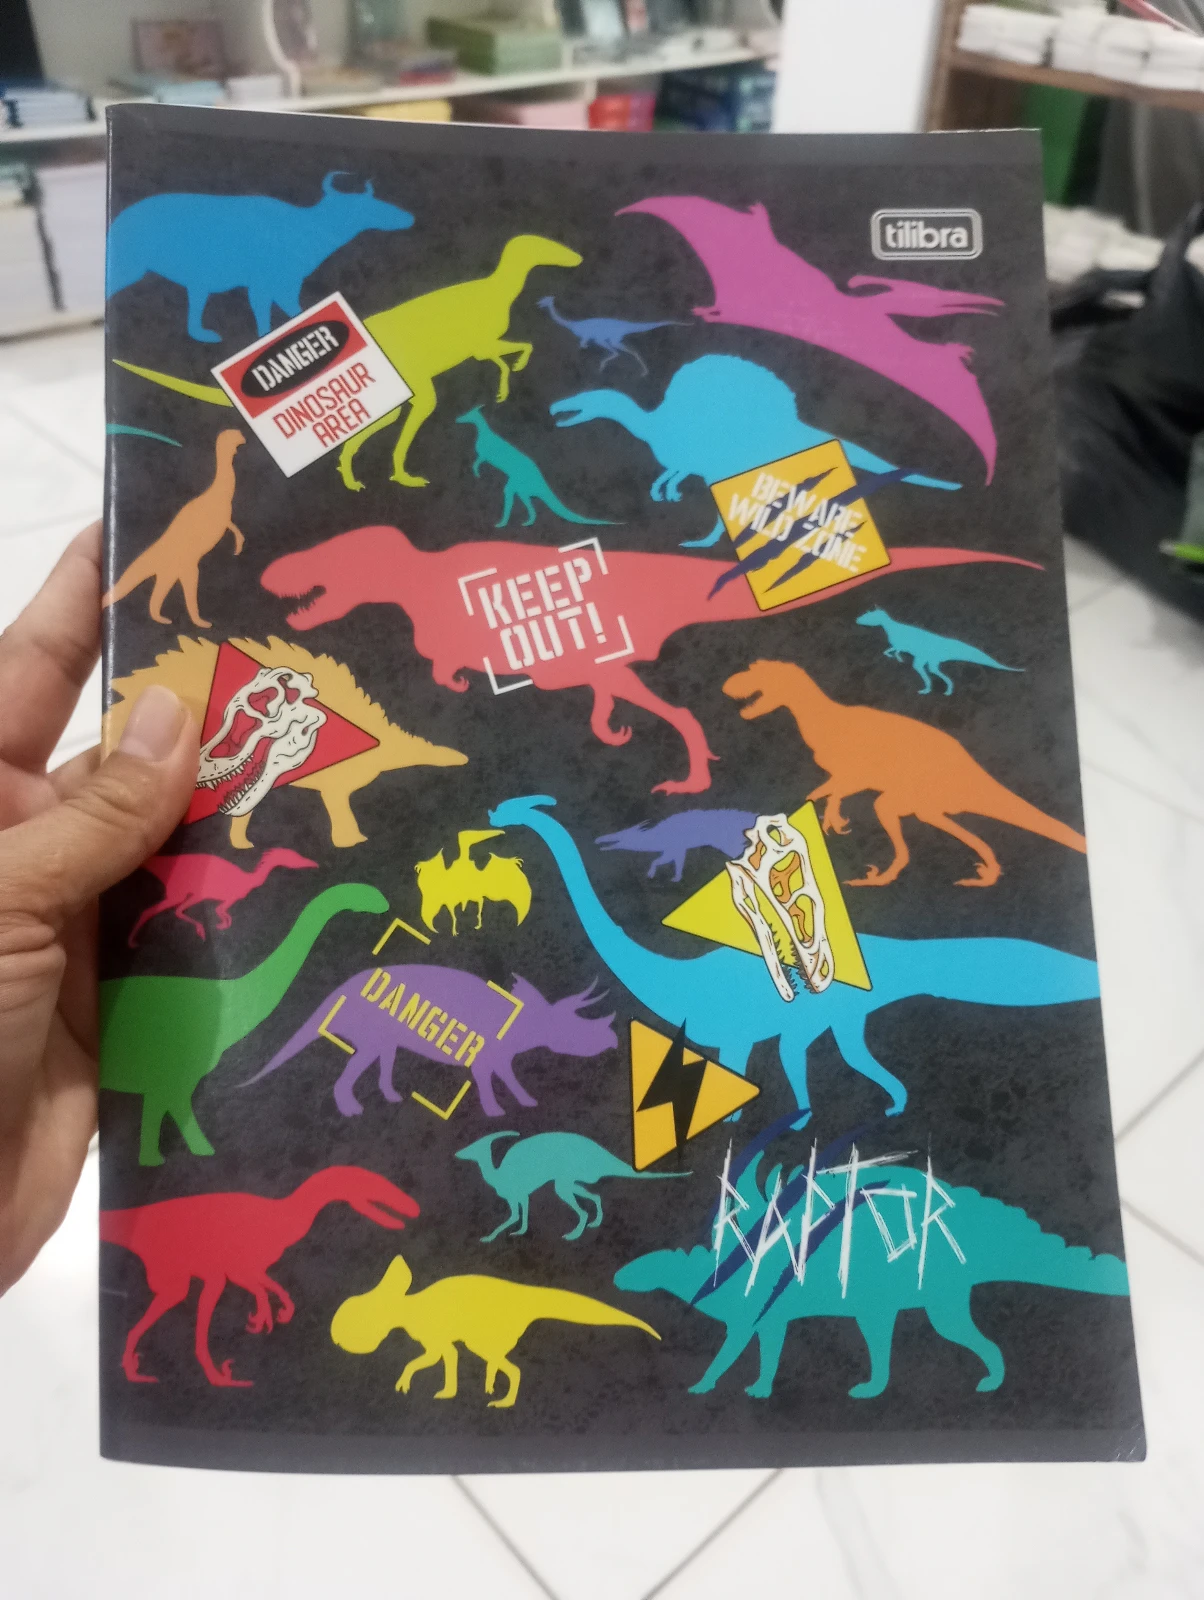 tilibra
DANGER
DINOSAUR
AREA
BEWARE
WILD ZONE
KEEP
OUT!
DANGER
RAPTOR